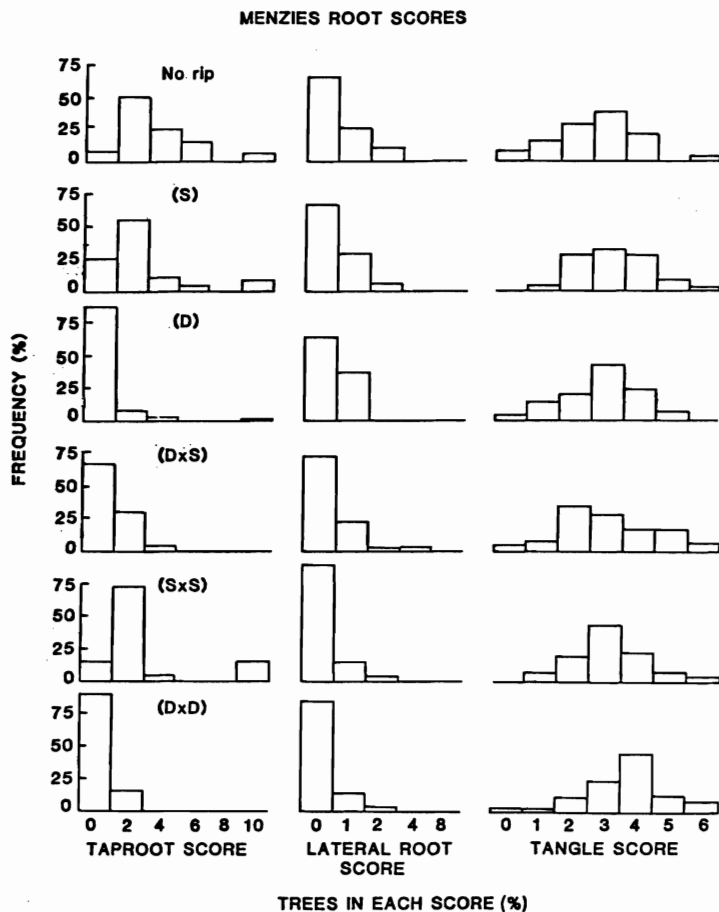 MENZIES ROOT SCORES
No rip
75
50
25
0
(S)
75
50
25
0
(D)
75
50
25
0
(DxS)
75
50
25
0
(SxS)
75
50
25
0
(DxD)
75
50
25
0
FREQUENCY (%)
0 2 4 6 8 10
0 1 2 4 8
0 1 2 3 4 5 6
TAPROOT SCORE
LATERAL ROOT
SCORE
TANGLE SCORE
TREES IN EACH SCORE (%)